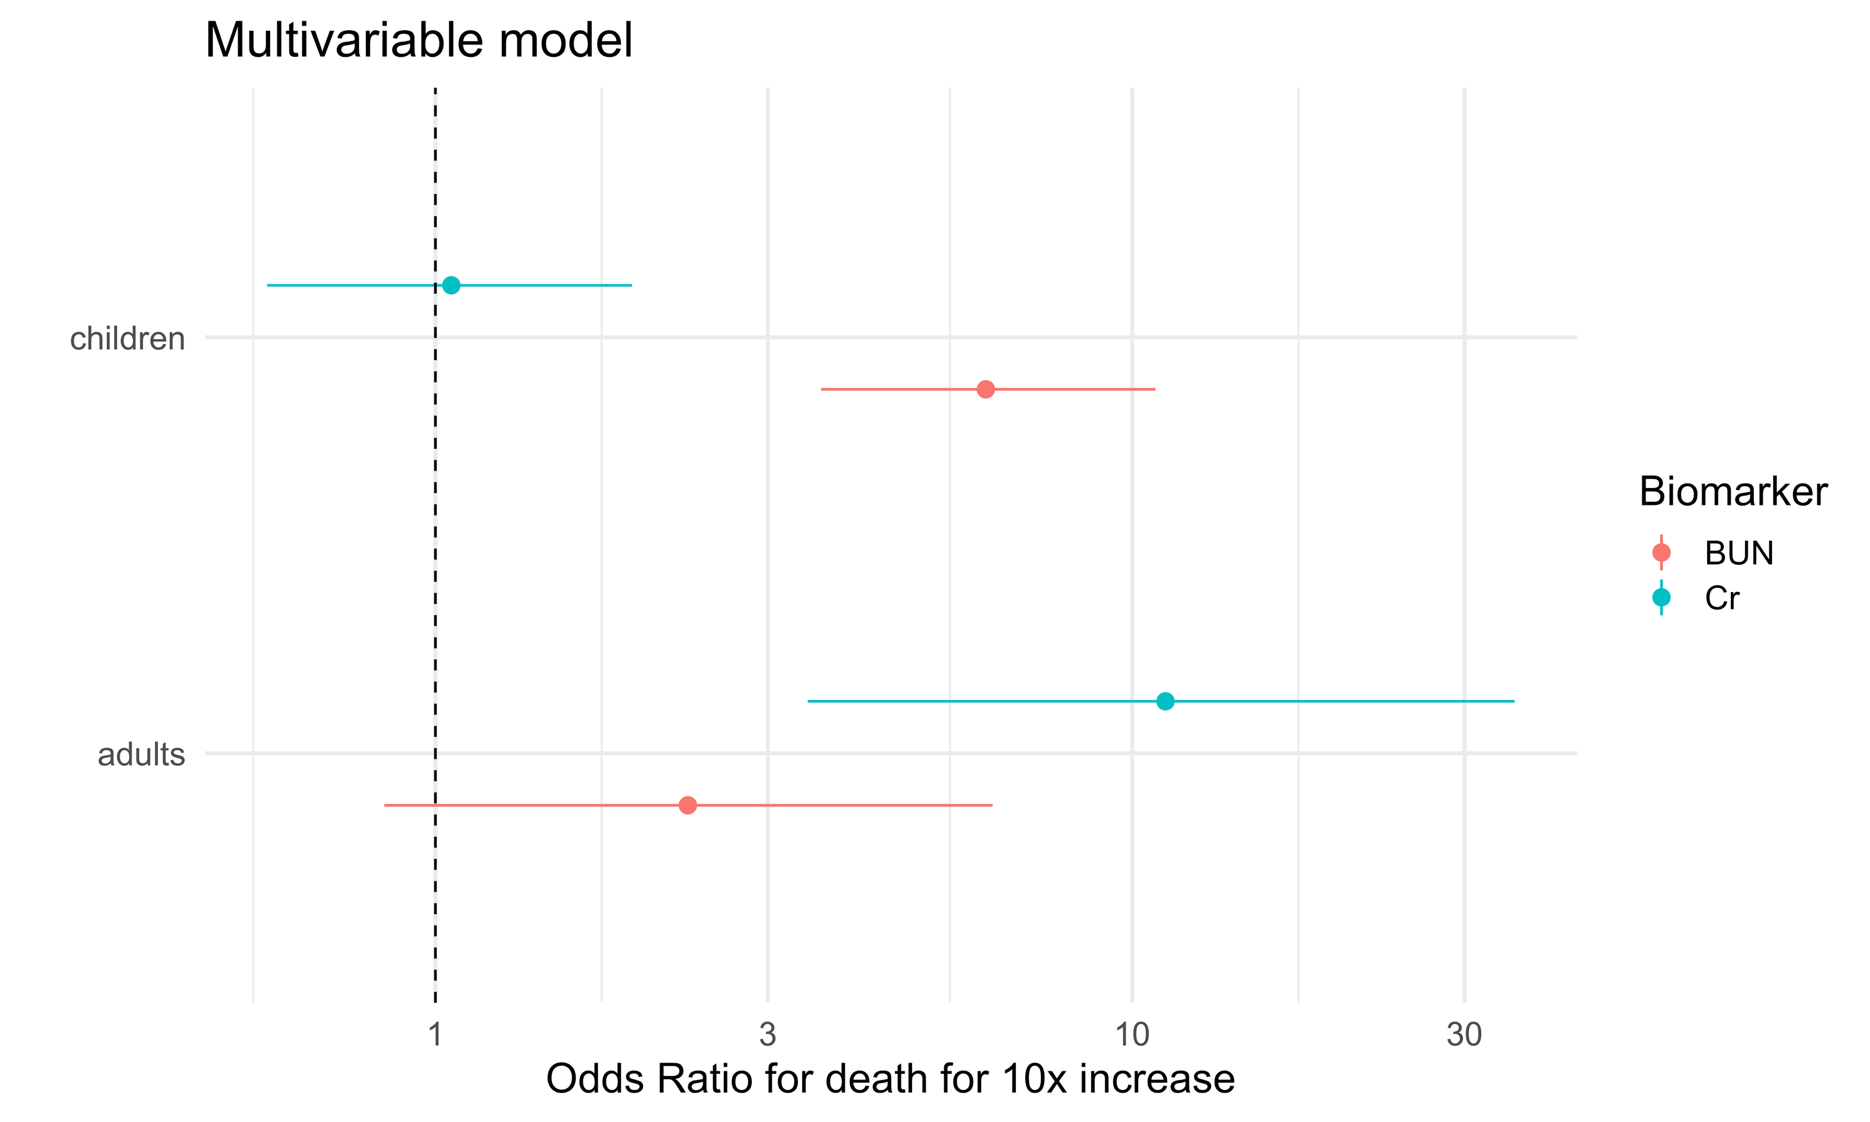 Multivariable model
children
adults
Biomarker
BUN
Cr
1 3 10 30
Odds Ratio for death for 10x increase